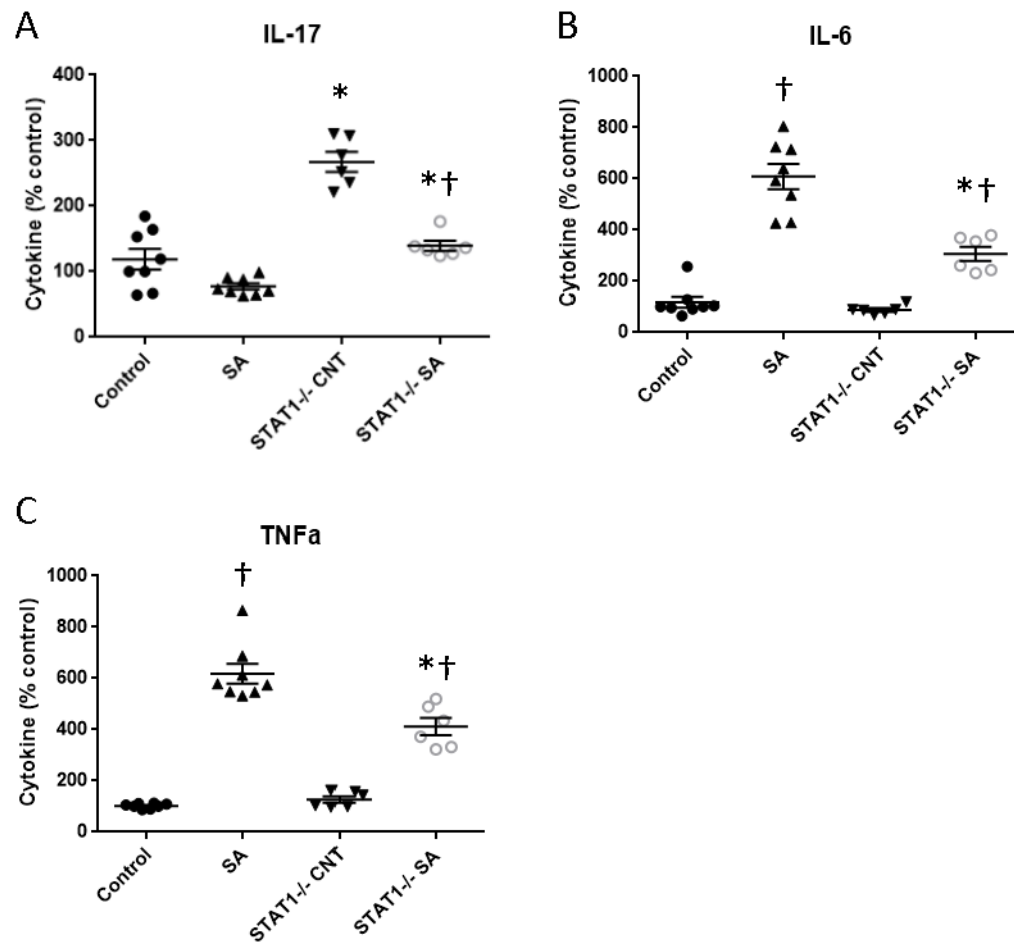 A
IL-17
Cytokine (% control)
400
300
200
100
0
*
*†
Control
SA
STAT1-/- CNT
STAT1-/- SA
B
IL-6
Cytokine (% control)
1000
800
600
400
200
0
†
*†
Control
SA
STAT1-/- CNT
STAT1-/- SA
C
TNFa
Cytokine (% control)
1000
800
600
400
200
0
†
*†
Control
SA
STAT1-/- CNT
STAT1-/- SA